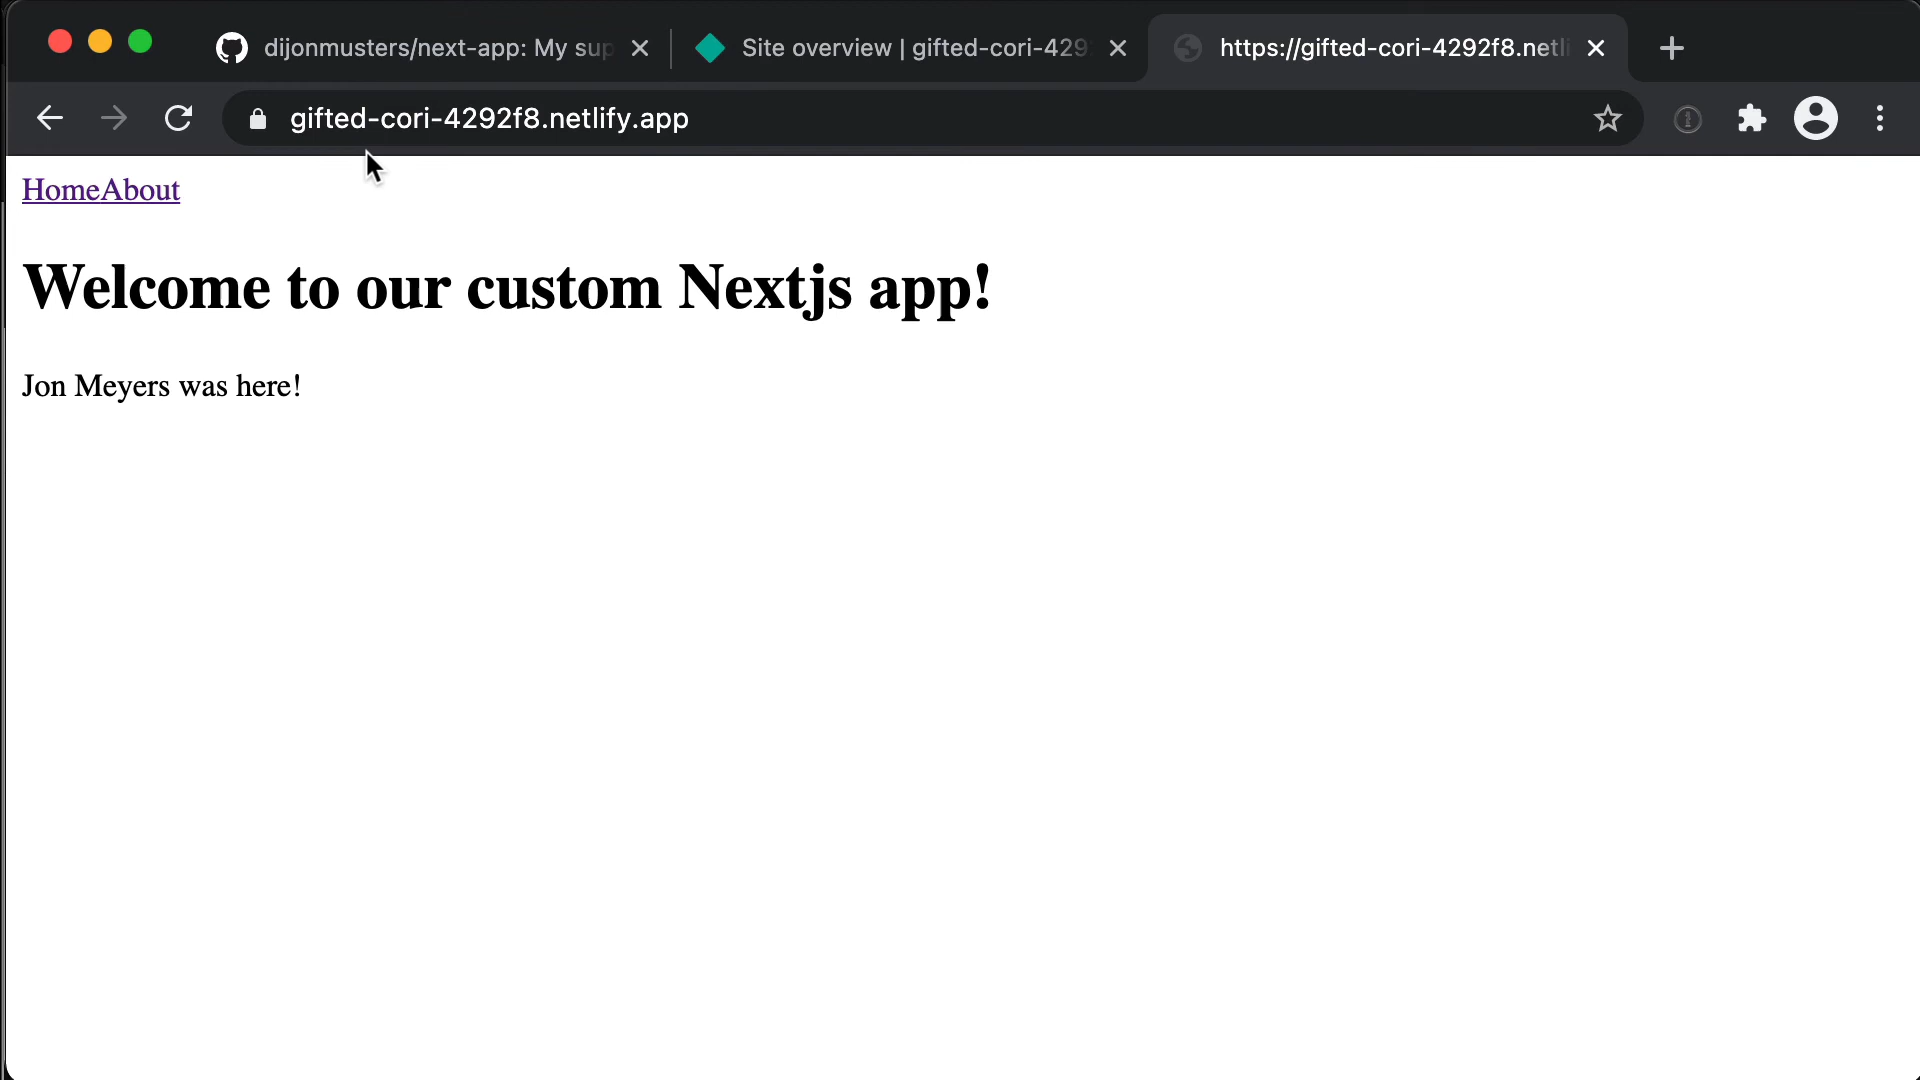 dijonmusters/next-app: My sup
Site overview | gifted-cori-429
https://gifted-cori-4292f8.netli
gifted-cori-4292f8.netlify.app
HomeAbout
Welcome to our custom Nextjs app!
Jon Meyers was here!